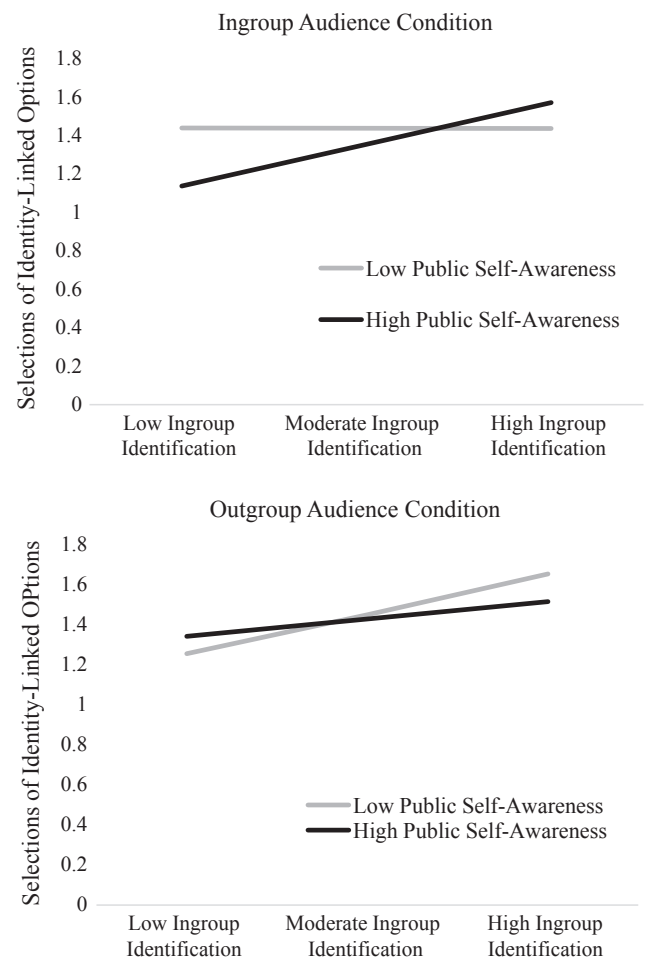 Ingroup Audience Condition
Selections of Identity-Linked Options
1.8
1.6
1.4
1.2
1
0.8
0.6
0.4
0.2
0
Low Public Self-Awareness
High Public Self-Awareness
Low Ingroup
Identification
Moderate Ingroup
Identification
High Ingroup
Identification
Outgroup Audience Condition
Selections of Identity-Linked OPtions
1.8
1.6
1.4
1.2
1
0.8
0.6
0.4
0.2
0
Low Public Self-Awareness
High Public Self-Awareness
Low Ingroup
Identification
Moderate Ingroup
Identification
High Ingroup
Identification